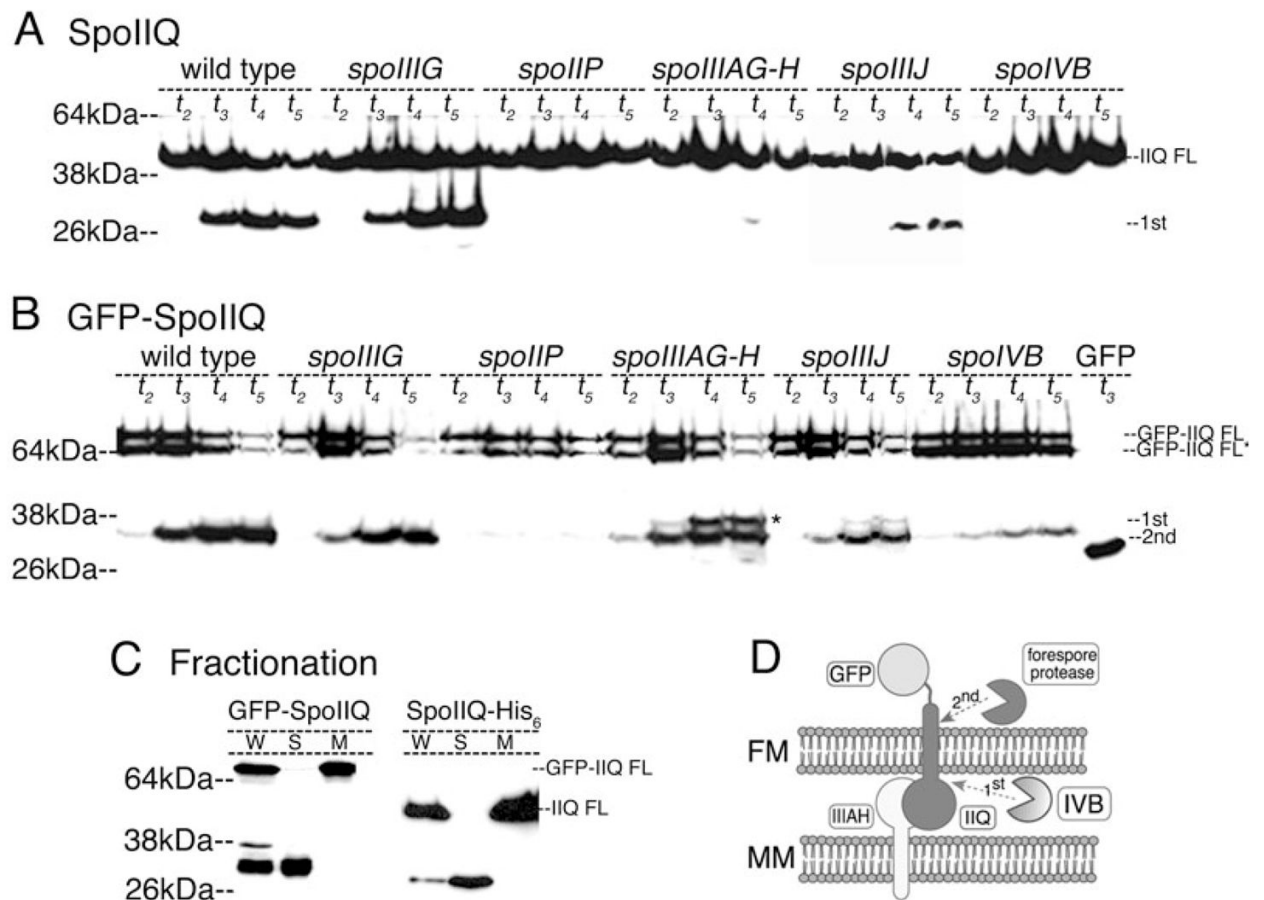 A SpoIIQ
wild type spoIIIG spoIIP spoIIIAG-H spoIIIJ spoIVB
t2 t3 t4 t5 t2 t3 t4 t5 t2 t3 t4 t5 t2 t3 t4 t5 t2 t3 t4 t5 t2 t3 t4 t5
64kDa--
--IIQ FL
38kDa--
--1st
26kDa--
B GFP-SpoIIQ
wild type spoIIIG spoIIP spoIIIAG-H spoIIIJ spoIVB GFP
t2 t3 t4 t5 t2 t3 t4 t5 t2 t3 t4 t5 t2 t3 t4 t5 t2 t3 t4 t5 t2 t3 t4 t5 t3
--GFP-IIQ FL
64kDa-- --GFP-IIQ FL*
38kDa-- * --1st
--2nd
26kDa--
C Fractionation
GFP-SpoIIQ SpoIIQ-His6
W S M W S M
--GFP-IIQ FL
64kDa--
--IIQ FL
38kDa--
26kDa--
D
GFP
forespore
protease
2nd
FM
1st
IVB
IIIAH
IIQ
MM